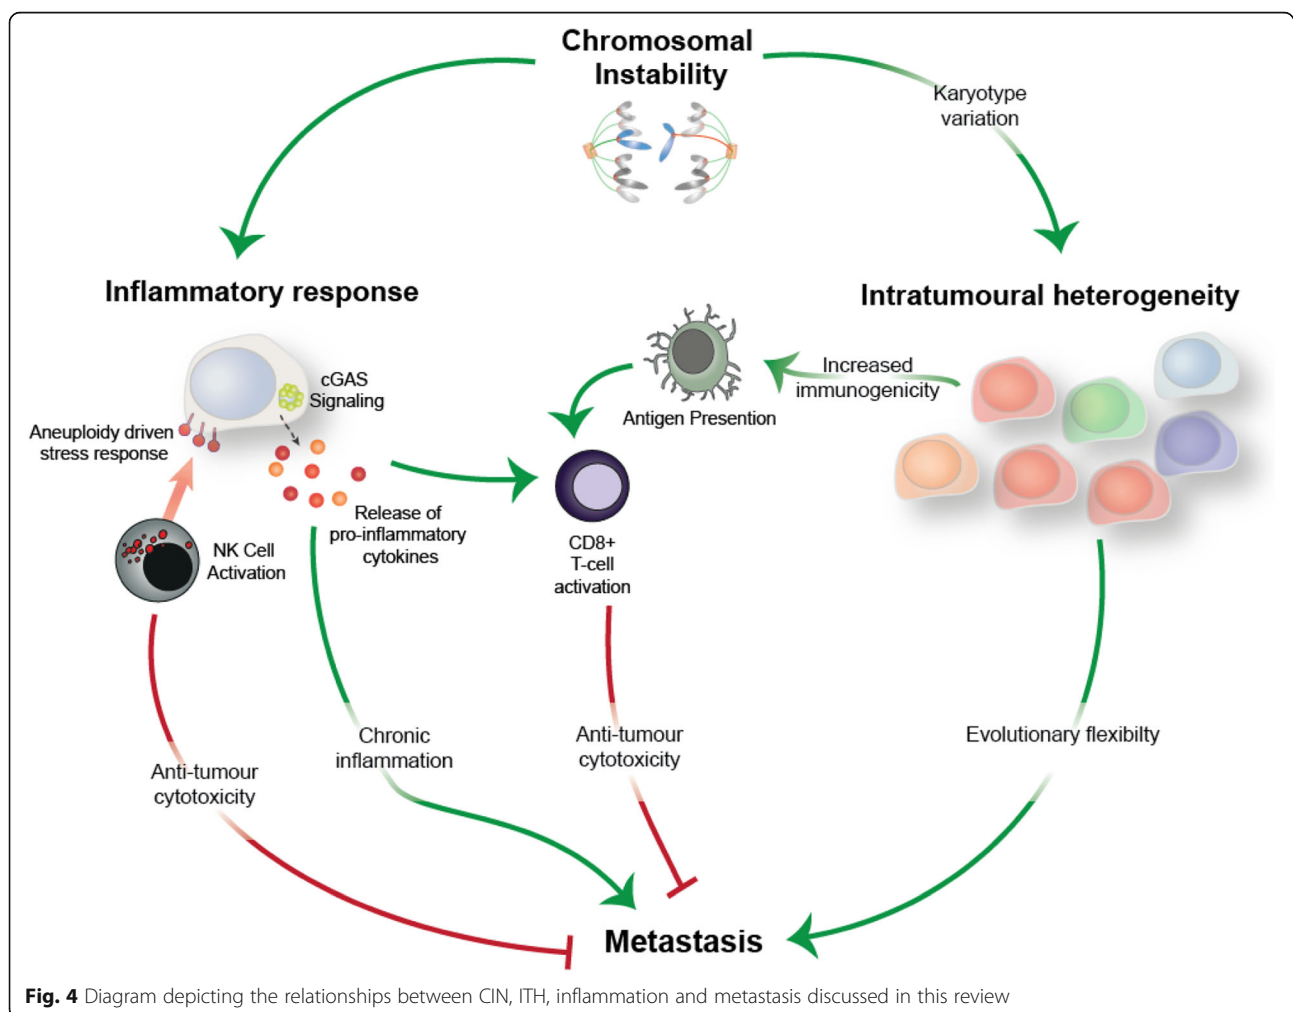 Chromosomal
Instability
Karyotype
variation
Inflammatory response
Intratumoural heterogeneity
cGAS
Signaling
Aneuploidy driven
stress response
Increased
immunogenicity
Antigen Presention
Release of
pro-inflammatory
cytokines
NK Cell
Activation
CD8+
T-cell
activation
Chronic
inflammation
Anti-tumour
cytotoxicity
Evolutionary flexibilty
Anti-tumour
cytotoxicity
Metastasis
Fig. 4 Diagram depicting the relationships between CIN, ITH, inflammation and metastasis discussed in this review